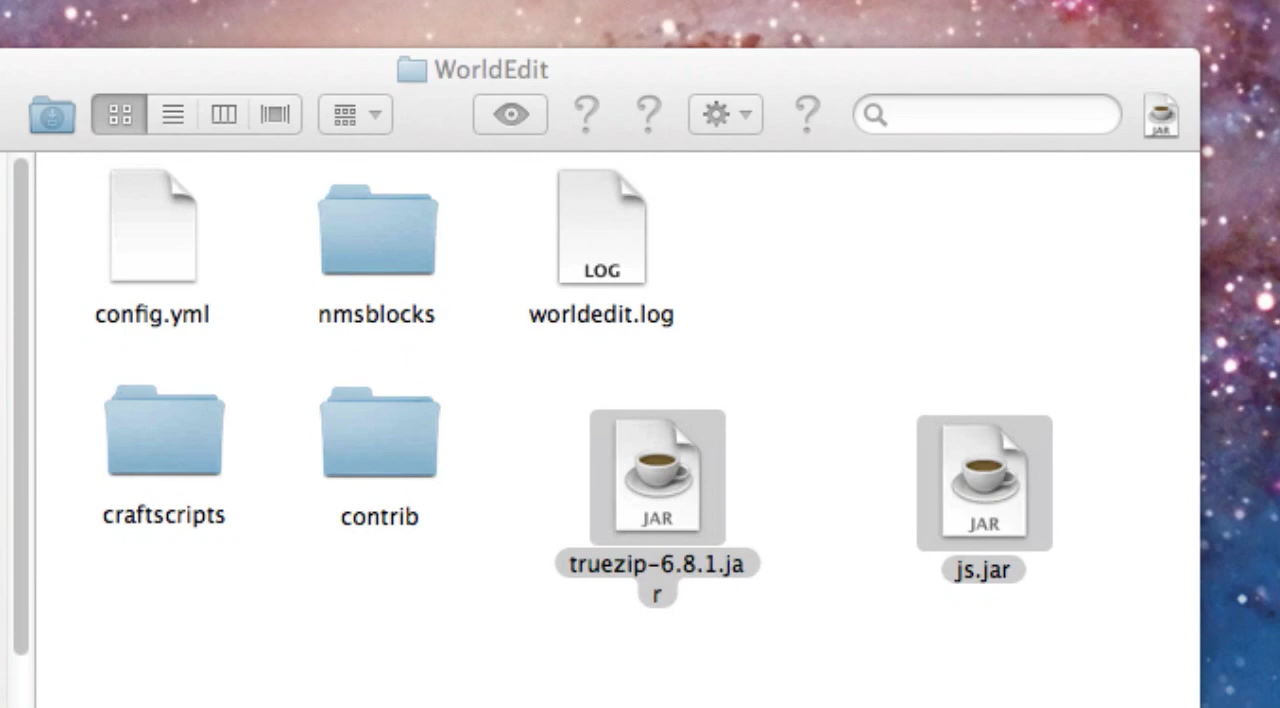 WorldEdit
? ? ?
JAR
config.yml
nmsblocks
LOG
worldedit.log
craftscripts
contrib
JAR
truezip-6.8.1.ja
r
JAR
js.jar